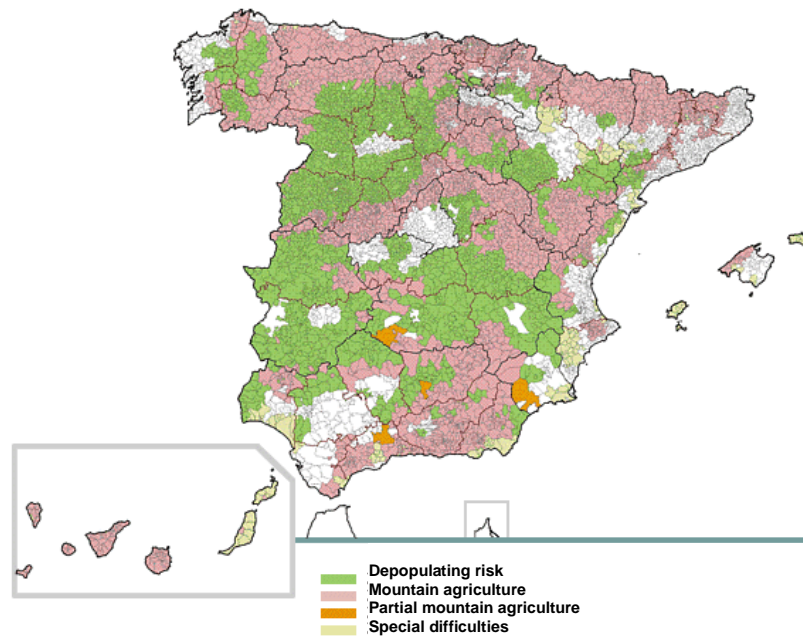 Depopulating risk
Mountain agriculture
Partial mountain agriculture
Special difficulties